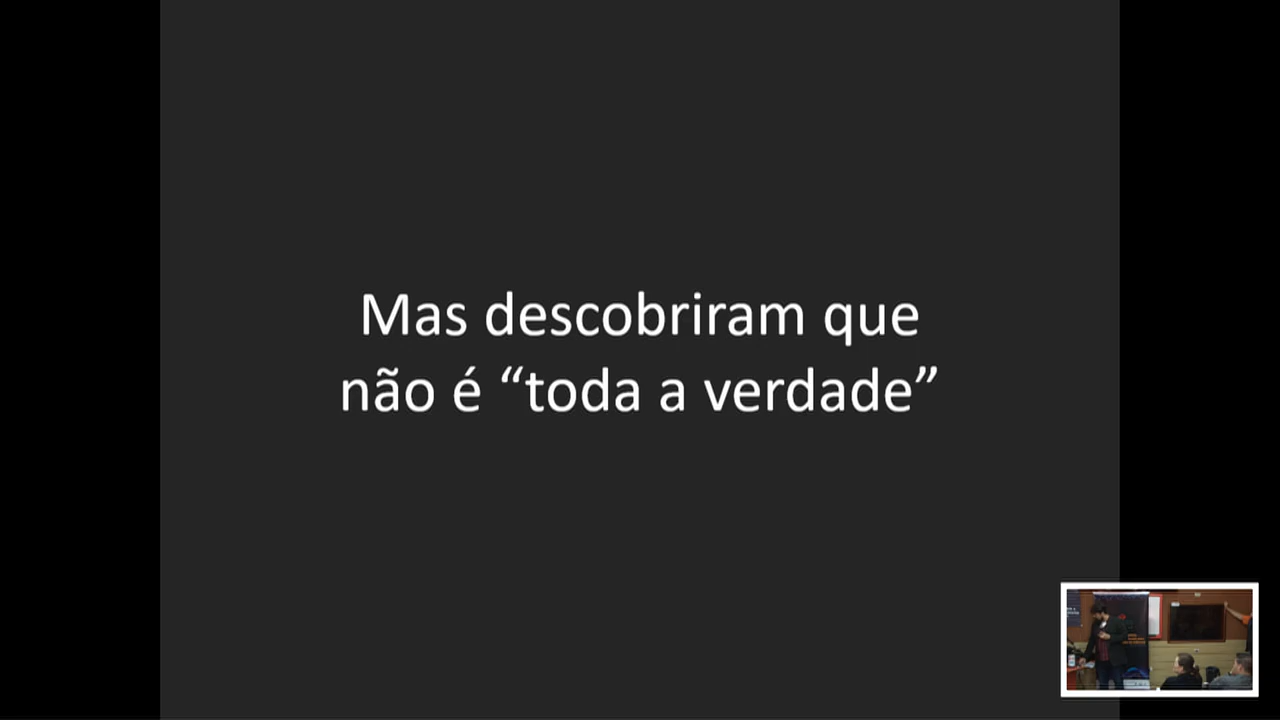 Mas descobriram que
não é “toda a verdade”